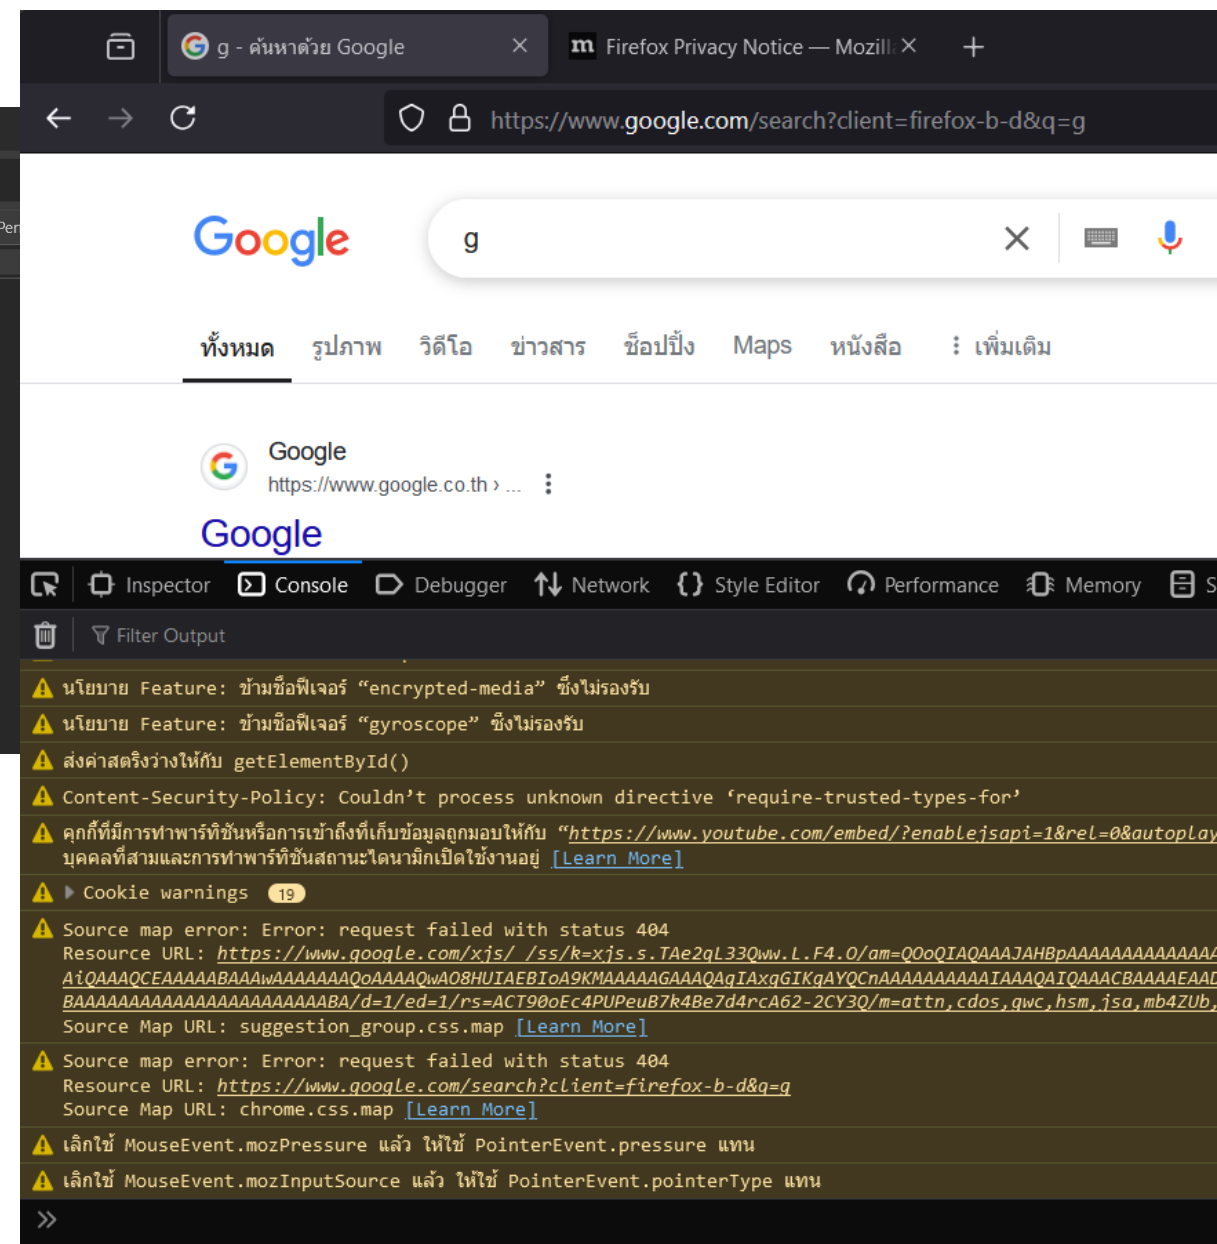 g - ค้นหาด้วย Google
Firefox Privacy Notice — Mozill
https://www.google.com/search?client=firefox-b-d&q=g
Per
Google
g
ทั้งหมด รูปภาพ วิดีโอ ข่าวสาร ช็อปปิ้ง Maps หนังสือ เพิ่มเติม
Google
https://www.google.co.th › ...
Google
Inspector Console Debugger Network Style Editor Performance Memory S
Filter Output
นโยบาย Feature: ข้ามชื่อฟีเจอร์ “encrypted-media” ซึ่งไม่รองรับ
นโยบาย Feature: ข้ามชื่อฟีเจอร์ “gyroscope” ซึ่งไม่รองรับ
ส่งค่าสตริงว่างให้กับ getElementById()
Content-Security-Policy: Couldn’t process unknown directive ‘require-trusted-types-for’
คุกกี้ที่มีการทำพาร์ทิชันหรือการเข้าถึงที่เก็บข้อมูลถูกมอบให้กับ “https://www.youtube.com/embed/?enablejsapi=1&rel=0&autoplay
บุคคลที่สามและการทำพาร์ทิชันสถานะไดนามิกเปิดใช้งานอยู่ [Learn More]
Cookie warnings 19
Source map error: Error: request failed with status 404
Resource URL: https://www.google.com/xjs/_/ss/k=xjs.s.TAe2qL33Qww.L.F4.O/am=QOoQIAQAAAJAHBpAAAAAAAAAAAAA
AiQAAAQCEAAAAABAAAwAAAAAAAQoAAAAQwAO8HUIAEBIoA9KMAAAAAGAAAQAgIAxgGIKgAYQCnAAAAAAAAAAIAAAQAIQAAACBAAAAEAAD
BAAAAAAAAAAAAAAAAAAAAAAABA/d=1/ed=1/rs=ACT90oEc4PUPeuB7k4Be7d4rcA62-2CY3Q/m=attn,cdos,gwc,hsm,jsa,mb4ZUb,
Source Map URL: suggestion_group.css.map [Learn More]
Source map error: Error: request failed with status 404
Resource URL: https://www.google.com/search?client=firefox-b-d&q=g
Source Map URL: chrome.css.map [Learn More]
เลิกใช้ MouseEvent.mozPressure แล้ว ให้ใช้ PointerEvent.pressure แทน
เลิกใช้ MouseEvent.mozInputSource แล้ว ให้ใช้ PointerEvent.pointerType แทน